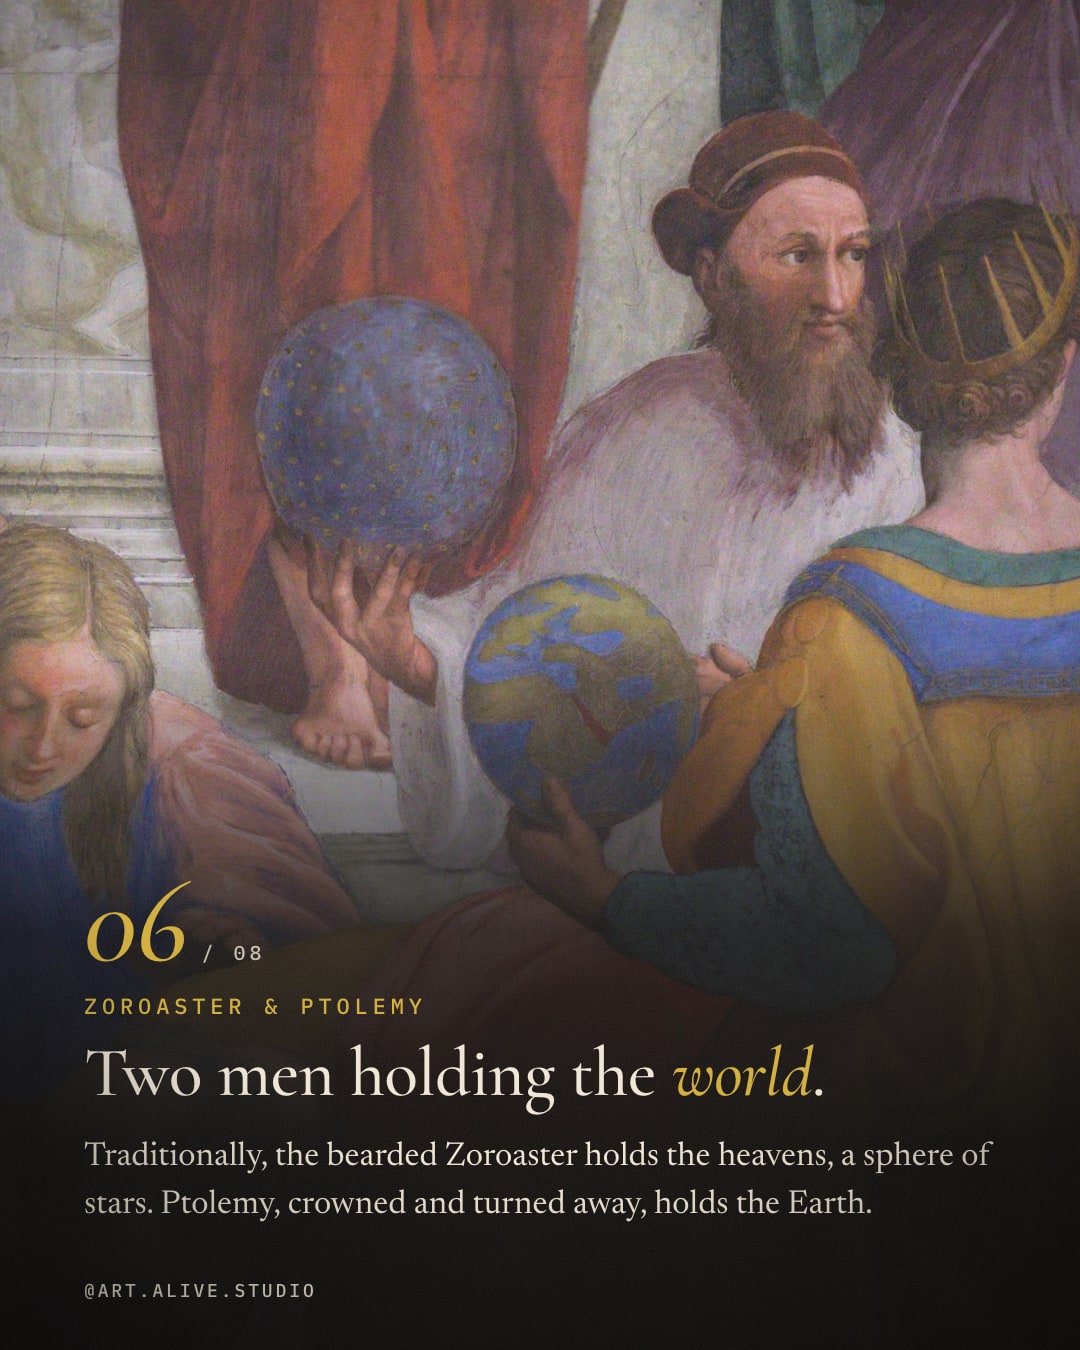 06 / 08
ZOROASTER & PTOLEMY
Two men holding the world.
Traditionally, the bearded Zoroaster holds the heavens, a sphere of
stars. Ptolemy, crowned and turned away, holds the Earth.
@ART.ALIVE.STUDIO